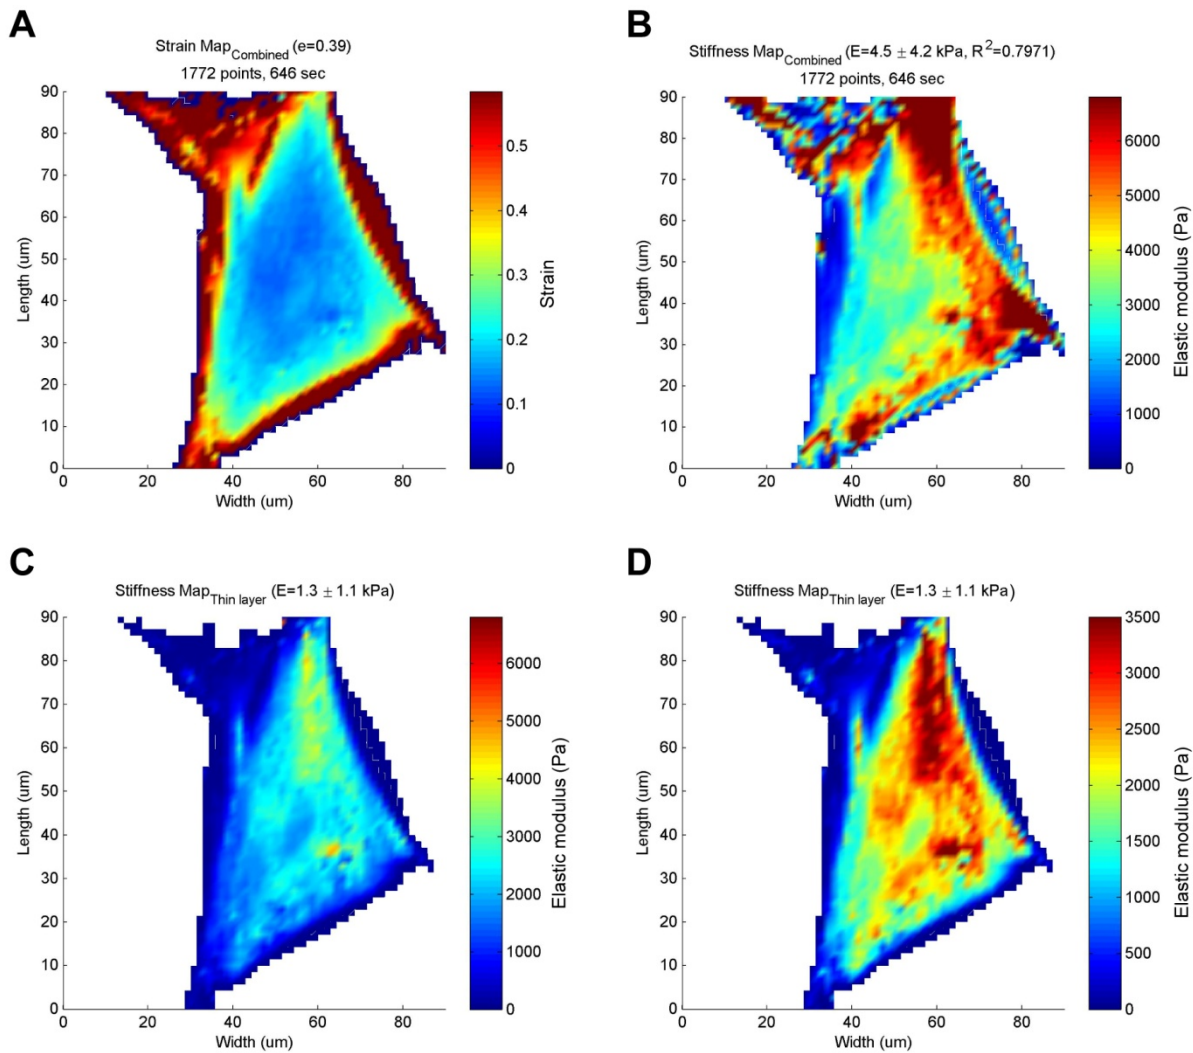 A
Strain Map_Combined (e=0.39)
1772 points, 646 sec
90
80
70
60
50
40
30
20
10
0
Length (um)
0 20 40 60 80
Width (um)
0.5
0.4
0.3
0.2
0.1
0
Strain
B
Stiffness Map_Combined (E=4.5 ± 4.2 kPa, R²=0.7971)
1772 points, 646 sec
90
80
70
60
50
40
30
20
10
0
Length (um)
0 20 40 60 80
Width (um)
6000
5000
4000
3000
2000
1000
0
Elastic modulus (Pa)
C
Stiffness Map_Thin layer (E=1.3 ± 1.1 kPa)
90
80
70
60
50
40
30
20
10
0
Length (um)
0 20 40 60 80
Width (um)
6000
5000
4000
3000
2000
1000
0
Elastic modulus (Pa)
D
Stiffness Map_Thin layer (E=1.3 ± 1.1 kPa)
90
80
70
60
50
40
30
20
10
0
Length (um)
0 20 40 60 80
Width (um)
3500
3000
2500
2000
1500
1000
500
0
Elastic modulus (Pa)